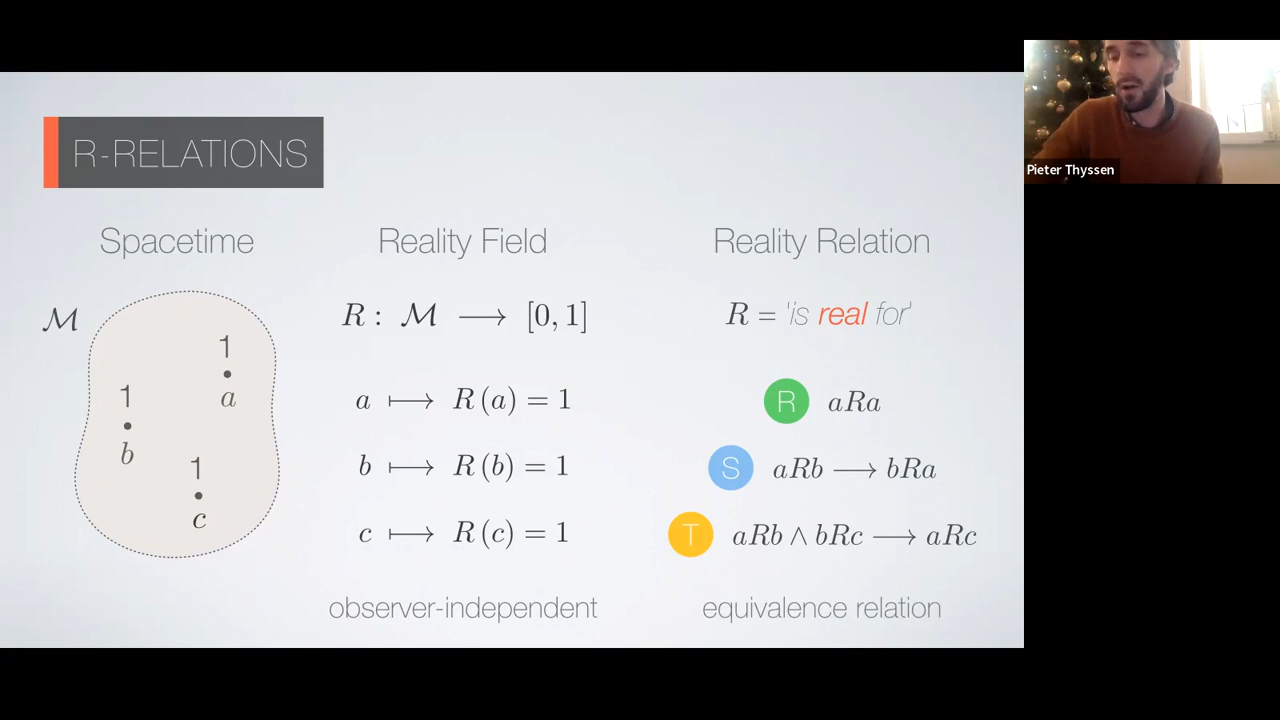 R-RELATIONS
Spacetime
ℳ
1
a
1
b
1
c
Reality Field
R : ℳ ⟶ [0, 1]
a ⟼ R (a) = 1
b ⟼ R (b) = 1
c ⟼ R (c) = 1
observer-independent
Reality Relation
R = 'is real for'
R aRa
S aRb ⟶ bRa
T aRb ∧ bRc ⟶ aRc
equivalence relation
Pieter Thyssen